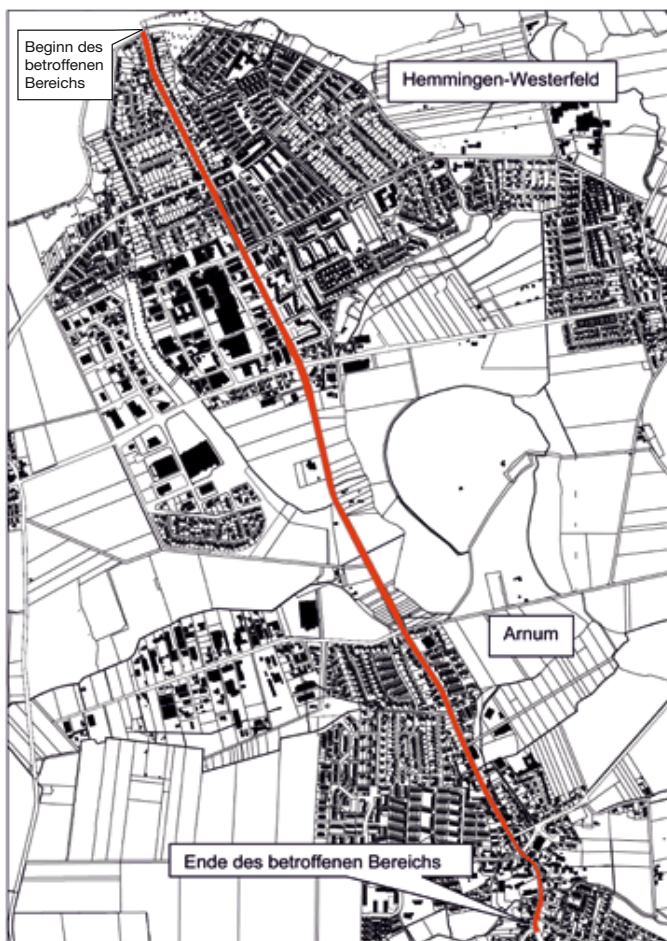 Beginn des
betroffenen
Bereichs
Hemmingen-Westerfeld
Arnum
Ende des betroffenen Bereichs